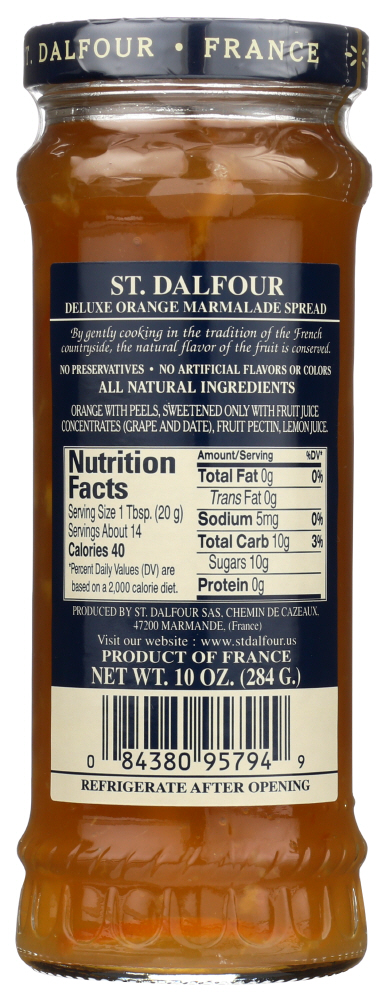 T. DALFOUR • FRANCE
ST. DALFOUR
DELUXE ORANGE MARMALADE SPREAD
By gently cooking in the tradition of the French
countryside, the natural flavor of the fruit is conserved.
NO PRESERVATIVES • NO ARTIFICIAL FLAVORS OR COLORS
ALL NATURAL INGREDIENTS
ORANGE WITH PEELS, SWEETENED ONLY WITH FRUIT JUICE
CONCENTRATES (GRAPE AND DATE), FRUIT PECTIN, LEMON JUICE.
Nutrition
Facts
Serving Size 1 Tbsp. (20 g)
Servings About 14
Calories 40
*Percent Daily Values (DV) are
based on a 2,000 calorie diet.
Amount/Serving %DV*
Total Fat 0g 0%
Trans Fat 0g
Sodium 5mg 0%
Total Carb 10g 3%
Sugars 10g
Protein 0g
PRODUCED BY ST. DALFOUR SAS, CHEMIN DE CAZEAUX,
47200 MARMANDE, (France)
Visit our website : www.stdalfour.us
PRODUCT OF FRANCE
NET WT. 10 OZ. (284 G.)
0 84380 95794 9
REFRIGERATE AFTER OPENING